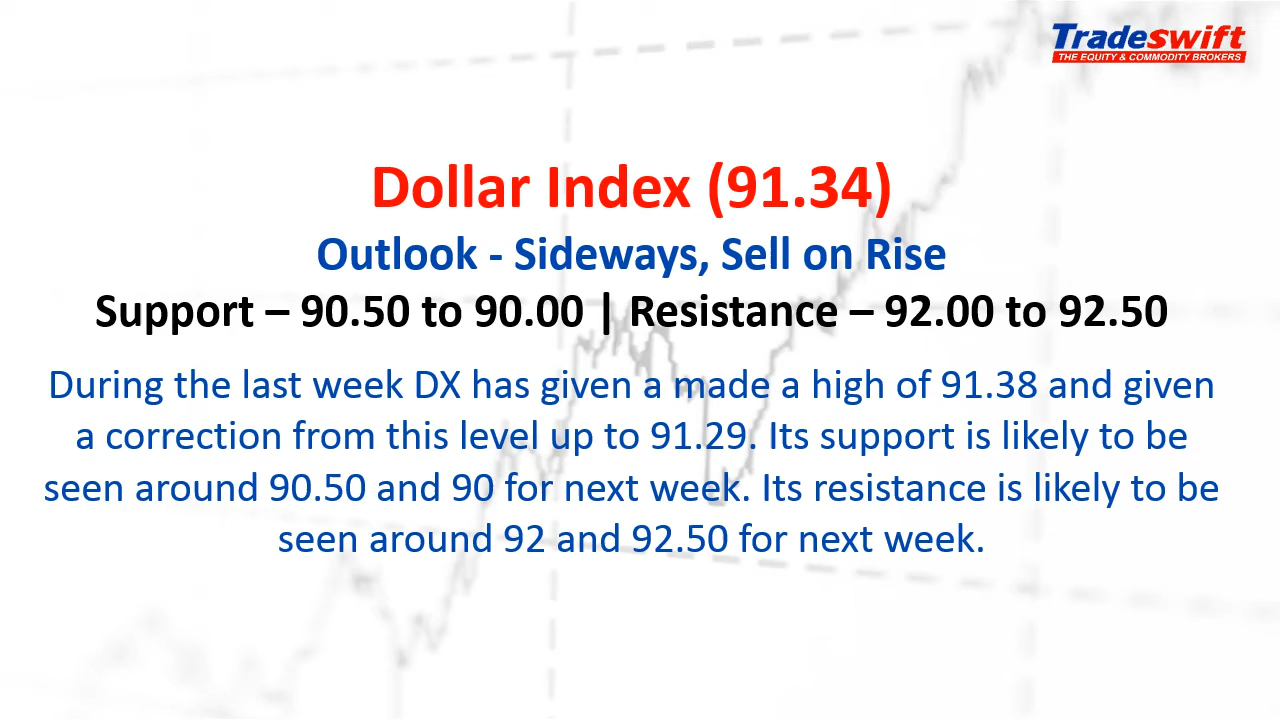 Tradeswift
THE EQUITY & COMMODITY BROKERS
Dollar Index (91.34)
Outlook - Sideways, Sell on Rise
Support – 90.50 to 90.00 | Resistance – 92.00 to 92.50
During the last week DX has given a made a high of 91.38 and given
a correction from this level up to 91.29. Its support is likely to be
seen around 90.50 and 90 for next week. Its resistance is likely to be
seen around 92 and 92.50 for next week.